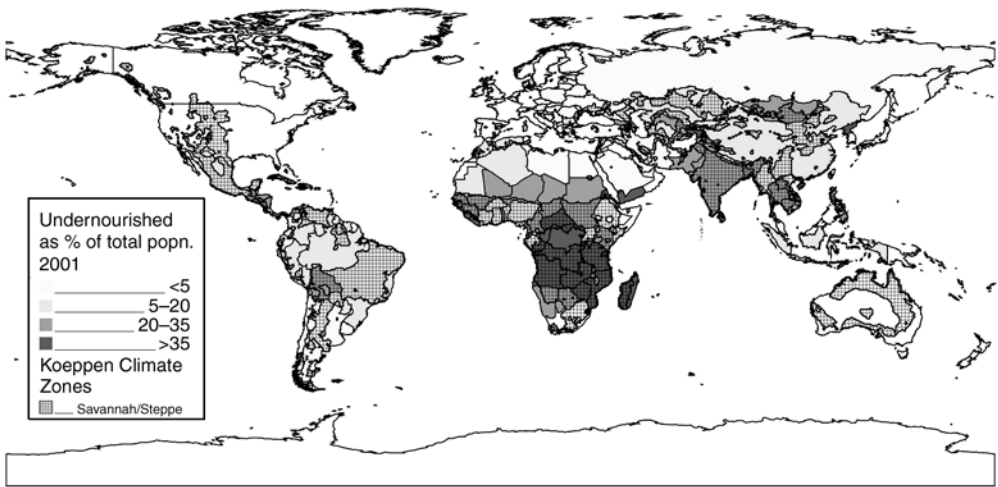 Undernourished
as % of total popn.
2001
<5
5–20
20–35
>35
Koeppen Climate
Zones
Savannah/Steppe